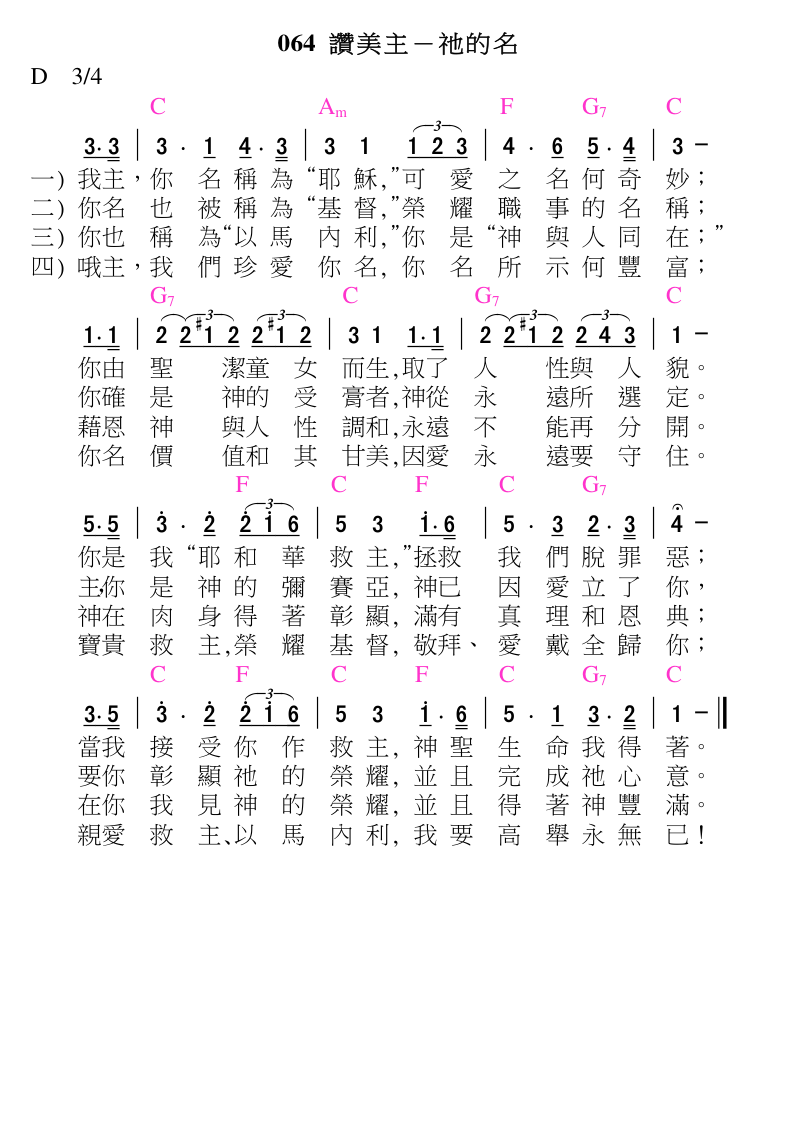 064 讚美主－祂的名
D 3/4
C Am F G7 C
3· 3 | 3 · 1 4 · 3 | 3 1 1 2 3 | 4 · 6 5 · 4 | 3 －
3
一) 我主，你名稱為“耶穌,”可愛之名何奇妙；
二) 你名也被稱為“基督,”榮耀職事的名稱；
三) 你也稱為“以馬內利,”你是“神與人同在；”
四) 哦主，我們珍愛你名, 你名所示何豐富；
G7 C G7 C
1· 1 | 2 2 #1 2 2 #1 2 | 3 1 1· 1 | 2 2 #1 2 2 4 3 | 1 －
3 3 3 3
你由聖潔童女而生,取了人性與人貌。
你確是神的受膏者,神從永遠所選定。
藉恩神與人性調和,永遠不能再分開。
你名價值和其甘美,因愛永遠要守住。
F C F C G7
5· 5 | 3 · 2 2 1 6 | 5 3 1· 6 | 5 · 3 2 · 3 | 4 －
3
你是我“耶和華救主,”拯救我們脫罪惡；
主,你是神的彌賽亞, 神已因愛立了你，
神在肉身得著彰顯, 滿有真理和恩典；
寶貴救主,榮耀基督, 敬拜、愛戴全歸你；
C F C F C G7 C
3· 5 | 3 · 2 2 1 6 | 5 3 1 · 6 | 5 · 1 3 · 2 | 1 －
3
當我接受你作救主, 神聖生命我得著。
要你彰顯祂的榮耀, 並且完成祂心意。
在你我見神的榮耀, 並且得著神豐滿。
親愛救主、以馬內利, 我要高舉永無已！